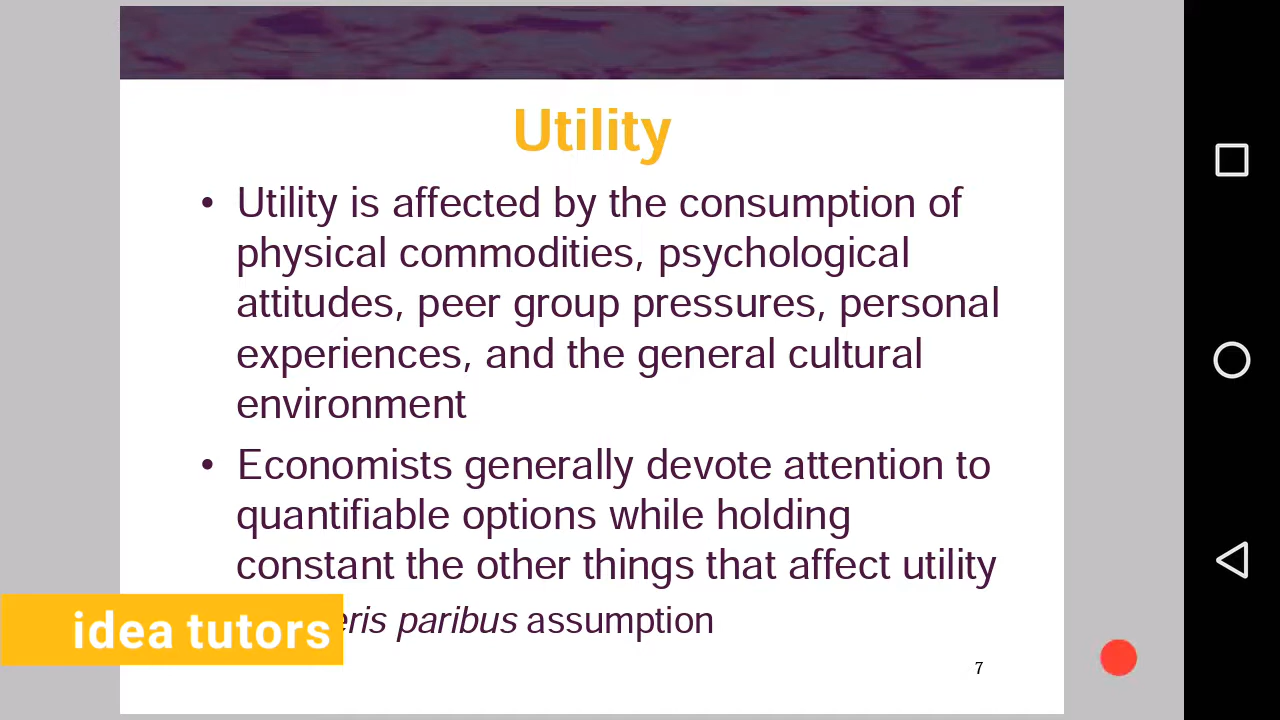 Utility
• Utility is affected by the consumption of
physical commodities, psychological
attitudes, peer group pressures, personal
experiences, and the general cultural
environment
• Economists generally devote attention to
quantifiable options while holding
constant the other things that affect utility
paribus assumption
idea tutors
7